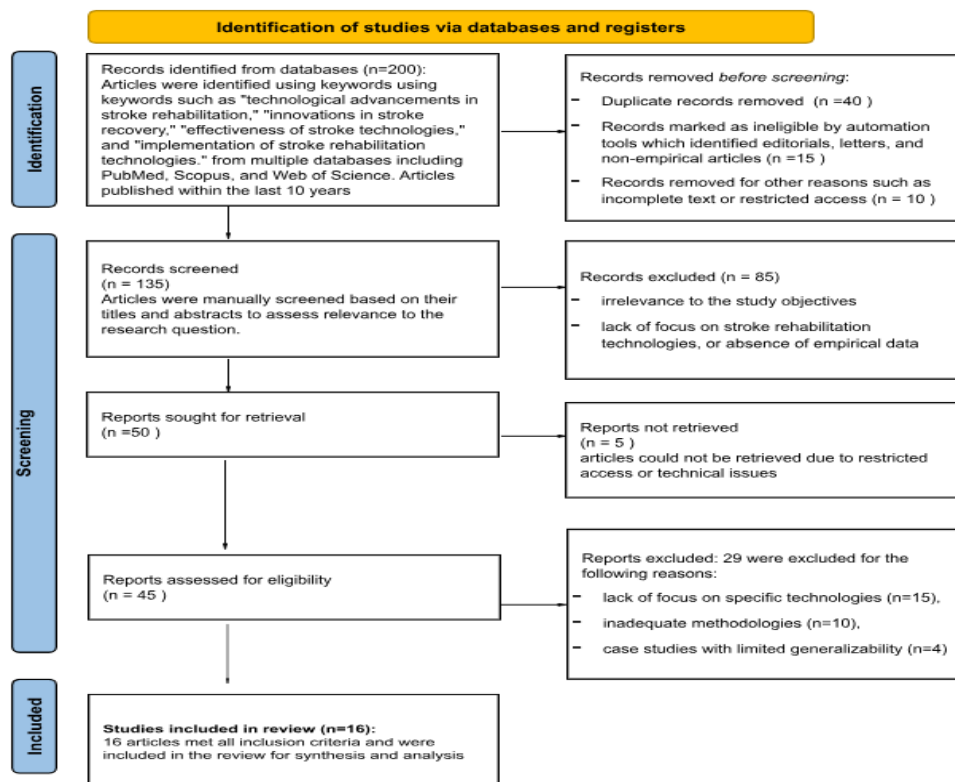 Identification of studies via databases and registers
Identification
Records identified from databases (n=200):
Articles were identified using keywords using
keywords such as "technological advancements in
stroke rehabilitation," "innovations in stroke
recovery," "effectiveness of stroke technologies,"
and "implementation of stroke rehabilitation
technologies." from multiple databases including
PubMed, Scopus, and Web of Science. Articles
published within the last 10 years
Records removed before screening:
- Duplicate records removed (n =40 )
- Records marked as ineligible by automation
tools which identified editorials, letters, and
non-empirical articles (n =15 )
- Records removed for other reasons such as
incomplete text or restricted access (n = 10 )
Screening
Records screened
(n = 135)
Articles were manually screened based on their
titles and abstracts to assess relevance to the
research question.
Records excluded (n = 85)
- irrelevance to the study objectives
- lack of focus on stroke rehabilitation
technologies, or absence of empirical data
Reports sought for retrieval
(n =50 )
Reports not retrieved
(n = 5 )
articles could not be retrieved due to restricted
access or technical issues
Reports assessed for eligibility
(n = 45 )
Reports excluded: 29 were excluded for the
following reasons:
- lack of focus on specific technologies (n=15),
- inadequate methodologies (n=10),
- case studies with limited generalizability (n=4)
Included
Studies included in review (n=16):
16 articles met all inclusion criteria and were
included in the review for synthesis and analysis